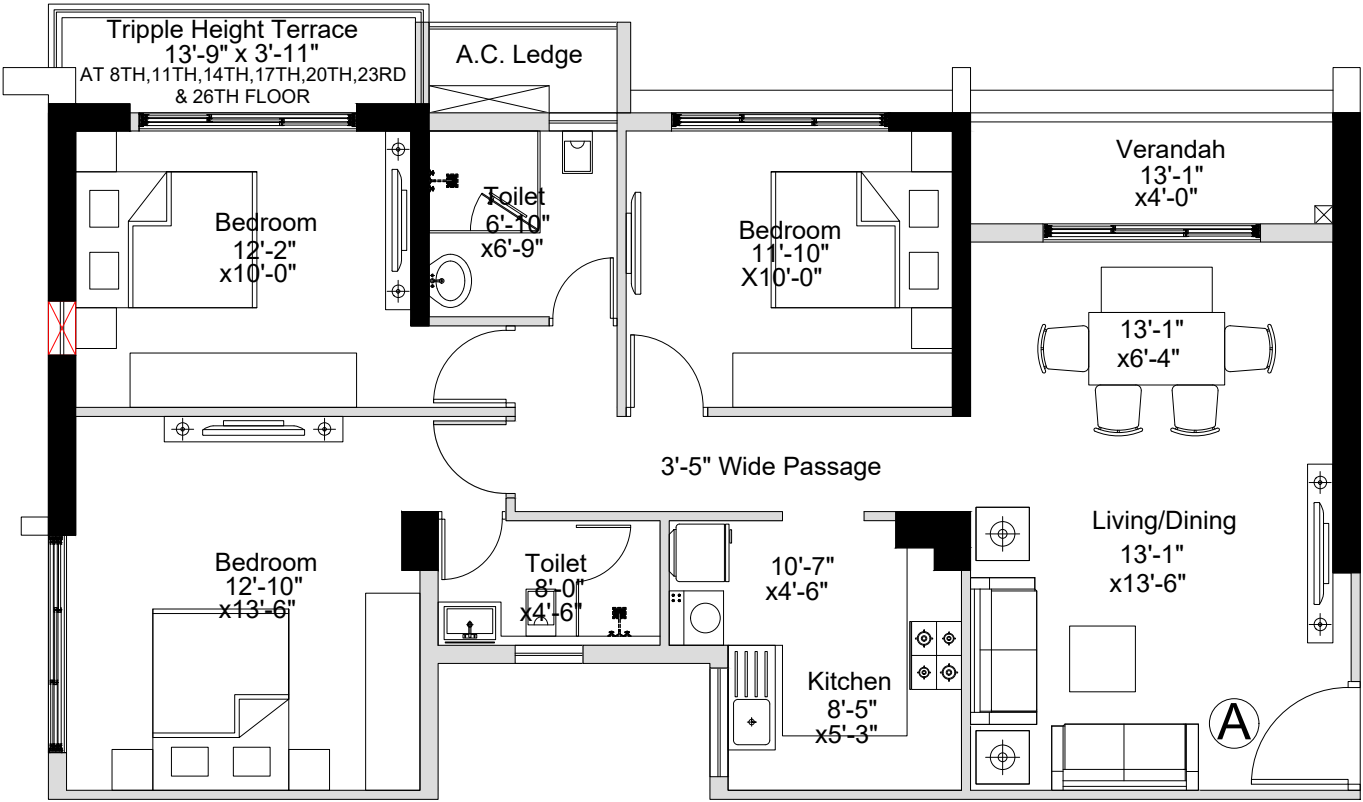 Tripple Height Terrace
13'-9" x 3'-11"
AT 8TH,11TH,14TH,17TH,20TH,23RD
& 26TH FLOOR
A.C. Ledge
Verandah
13'-1"
x4'-0"
Bedroom
12'-2"
x10'-0"
Toilet
6'-10"
x6'-9"
Bedroom
11'-10"
X10'-0"
13'-1"
x6'-4"
3'-5" Wide Passage
Living/Dining
13'-1"
x13'-6"
Bedroom
12'-10"
x13'-6"
Toilet
8'-0"
x4'-6"
10'-7"
x4'-6"
Kitchen
8'-5"
x5'-3"
A